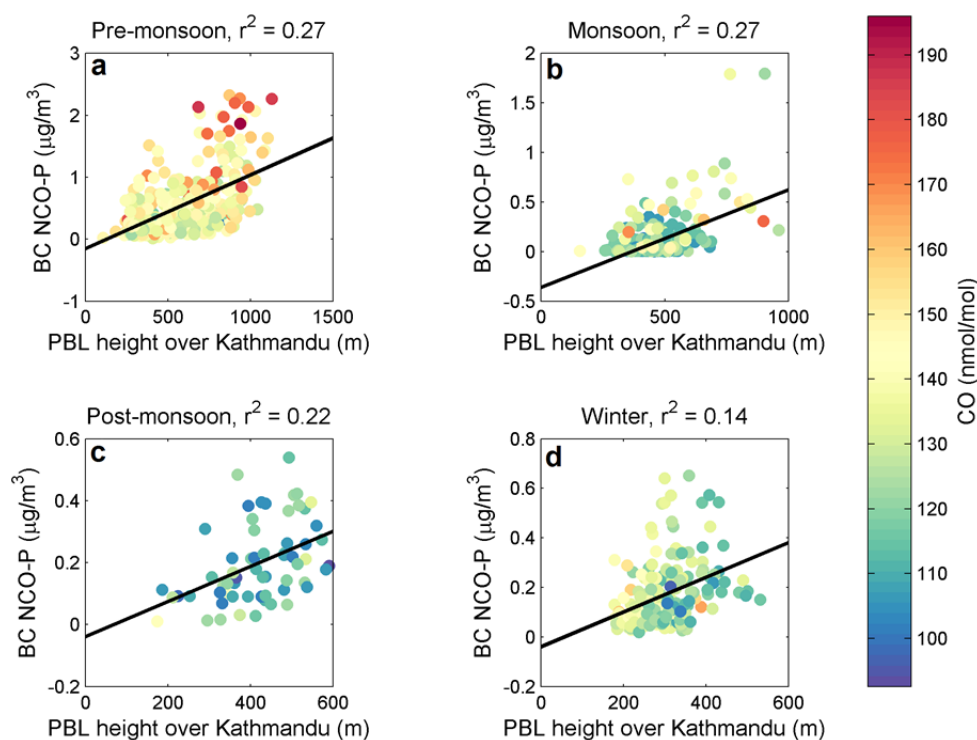 Pre-monsoon, r² = 0.27
a
3
2
1
0
-1
BC NCO-P (μg/m³)
0 500 1000 1500
PBL height over Kathmandu (m)
Monsoon, r² = 0.27
b
2
1.5
1
0.5
0
-0.5
BC NCO-P (μg/m³)
0 500 1000
PBL height over Kathmandu (m)
Post-monsoon, r² = 0.22
c
0.6
0.4
0.2
0
-0.2
BC NCO-P (μg/m³)
0 200 400 600
PBL height over Kathmandu (m)
Winter, r² = 0.14
d
0.8
0.6
0.4
0.2
0
-0.2
BC NCO-P (μg/m³)
0 200 400 600
PBL height over Kathmandu (m)
190
180
170
160
150
140
130
120
110
100
CO (nmol/mol)